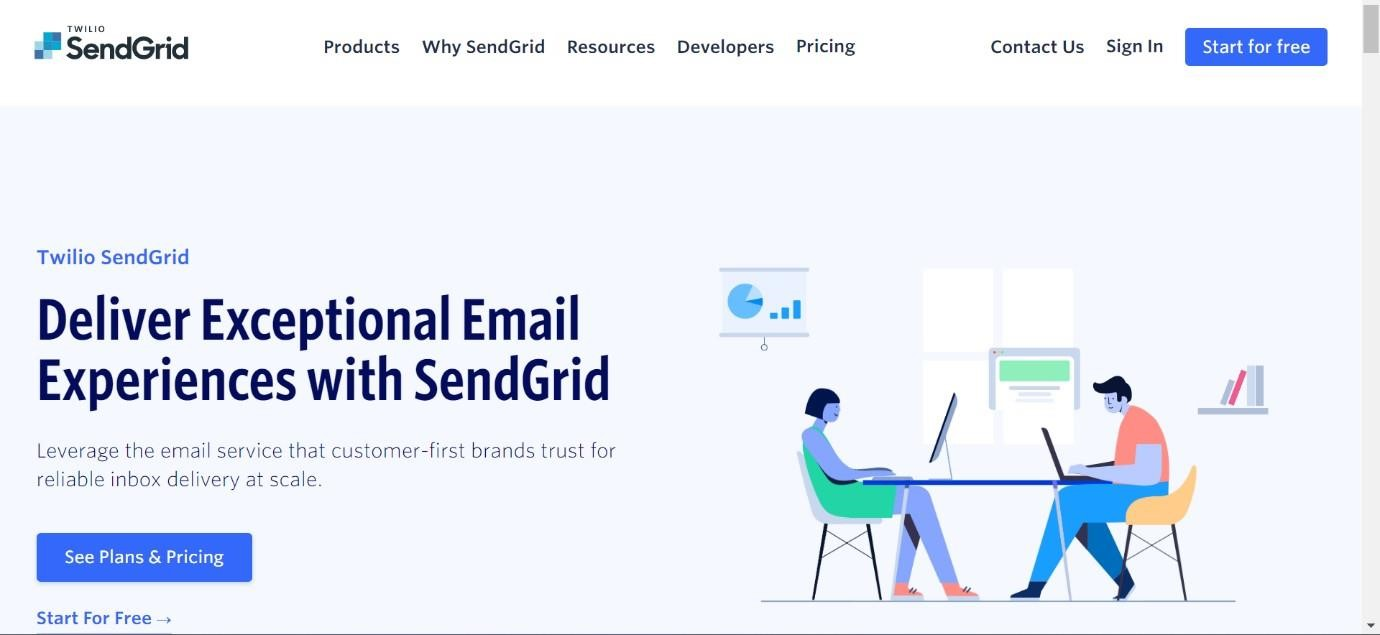 TWILIO
SendGrid
Products Why SendGrid Resources Developers Pricing Contact Us Sign In Start for free
Twilio SendGrid
Deliver Exceptional Email
Experiences with SendGrid
Leverage the email service that customer-first brands trust for
reliable inbox delivery at scale.
See Plans & Pricing
Start For Free →